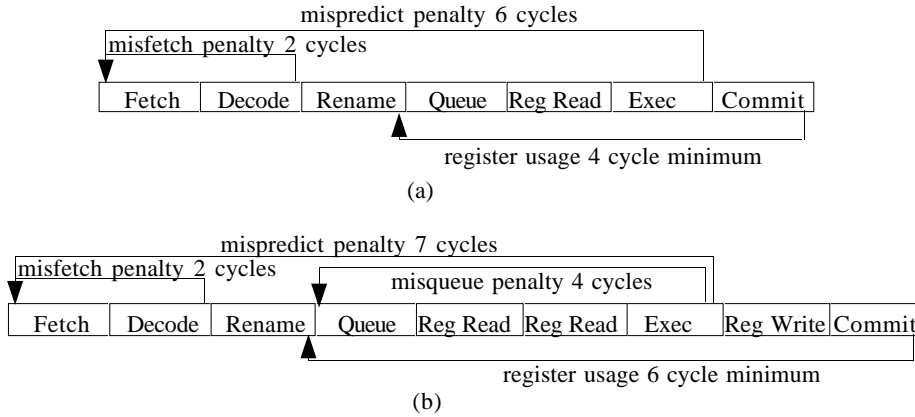 mispredict penalty 6 cycles
misfetch penalty 2 cycles
Fetch Decode Rename Queue Reg Read Exec Commit
register usage 4 cycle minimum
(a)
mispredict penalty 7 cycles
misfetch penalty 2 cycles
misqueue penalty 4 cycles
Fetch Decode Rename Queue Reg Read Reg Read Exec Reg Write Commit
register usage 6 cycle minimum
(b)